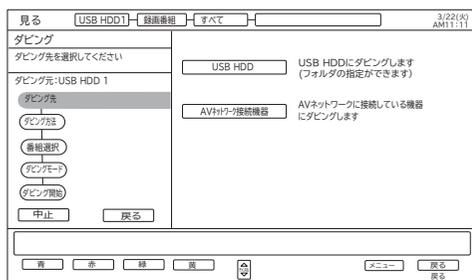 見る USB HDD1 録画番組 すべて 3/22(火)
AM11:11
ダビング
ダビング先を選択してください
ダビング元:USB HDD 1
ダビング先
ダビング方法
番組選択
ダビングモード
ダビング開始
中止 戻る
USB HDD USB HDDにダビングします
(フォルダの指定ができます)
AVネットワーク接続機器 AVネットワークに接続している機器
にダビングします
青 赤 緑 黄 メニュー 戻る
戻る